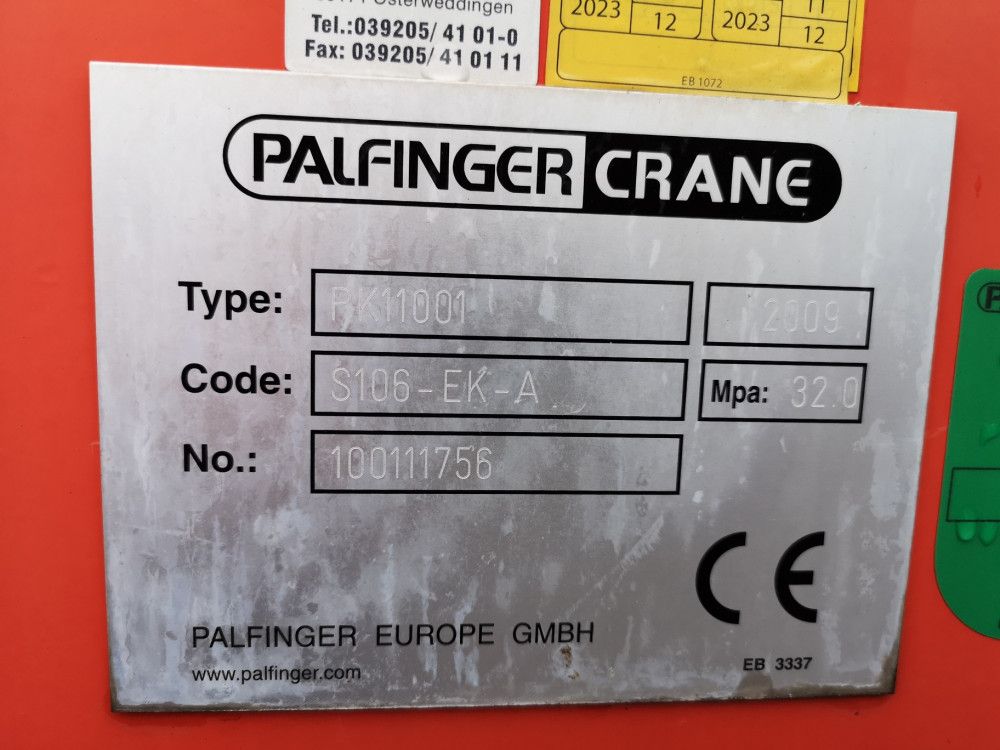 Osterweddingen
Tel.:039205/ 41 01-0
Fax: 039205/ 41 01 11
2023
12
2023
11
12
EB 1072
PALFINGER CRANE
Type: PK11001 2009
Code: S106-EK-A Mpa: 32.0
No.: 100111756
CE
PALFINGER EUROPE GMBH
www.palfinger.com
EB 3337